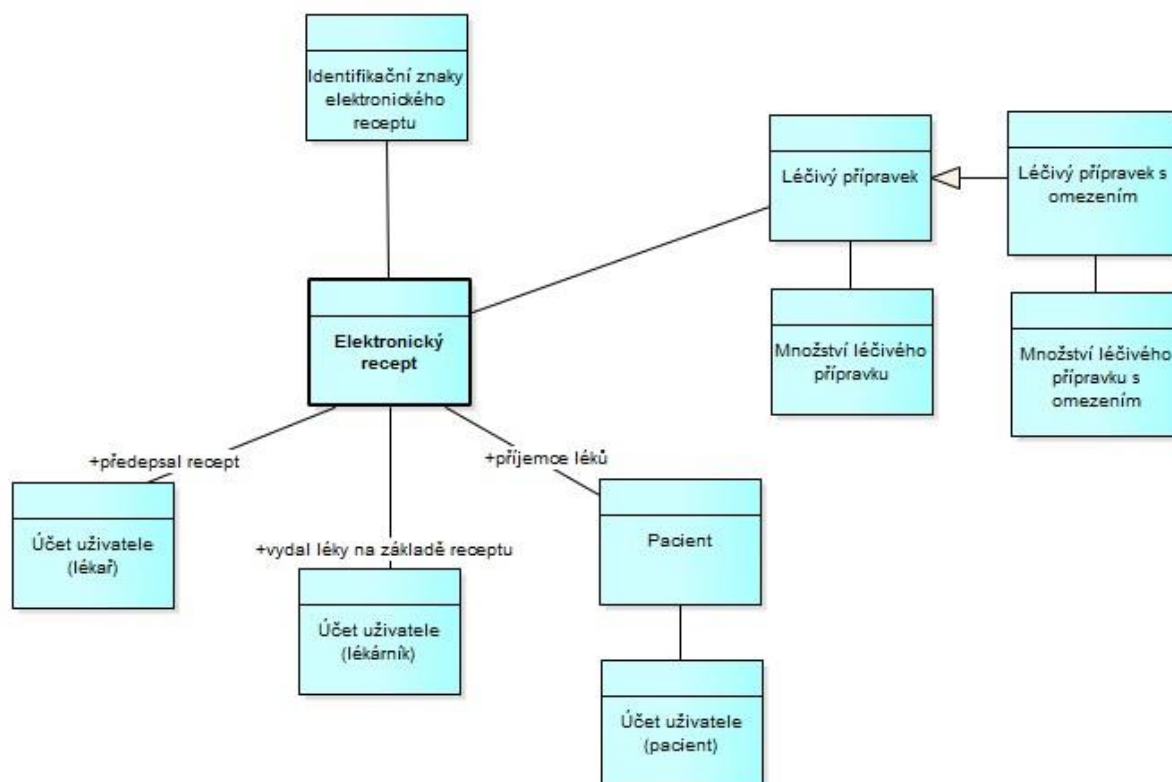 Identifikační znaky
elektronického
receptu
Léčivý přípravek
Léčivý přípravek s
omezením
Elektronický
recept
Množství léčivého
přípravku
Množství léčivého
přípravku s
omezením
+předepsal recept
+příjemce léků
Účet uživatele
(lékař)
+vydal léky na základě receptu
Pacient
Účet uživatele
(lékárník)
Účet uživatele
(pacient)